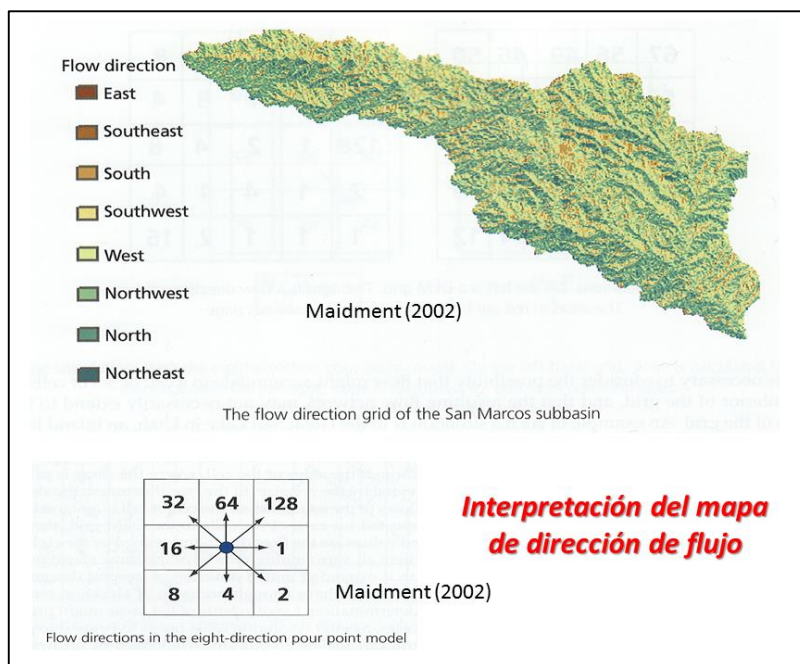 Flow direction
East
Southeast
South
Southwest
West
Northwest
North
Northeast
Maidment (2002)
The flow direction grid of the San Marcos subbasin
32 64 128
16 1
8 4 2
Maidment (2002)
Flow directions in the eight-direction pour point model
Interpretación del mapa
de dirección de flujo